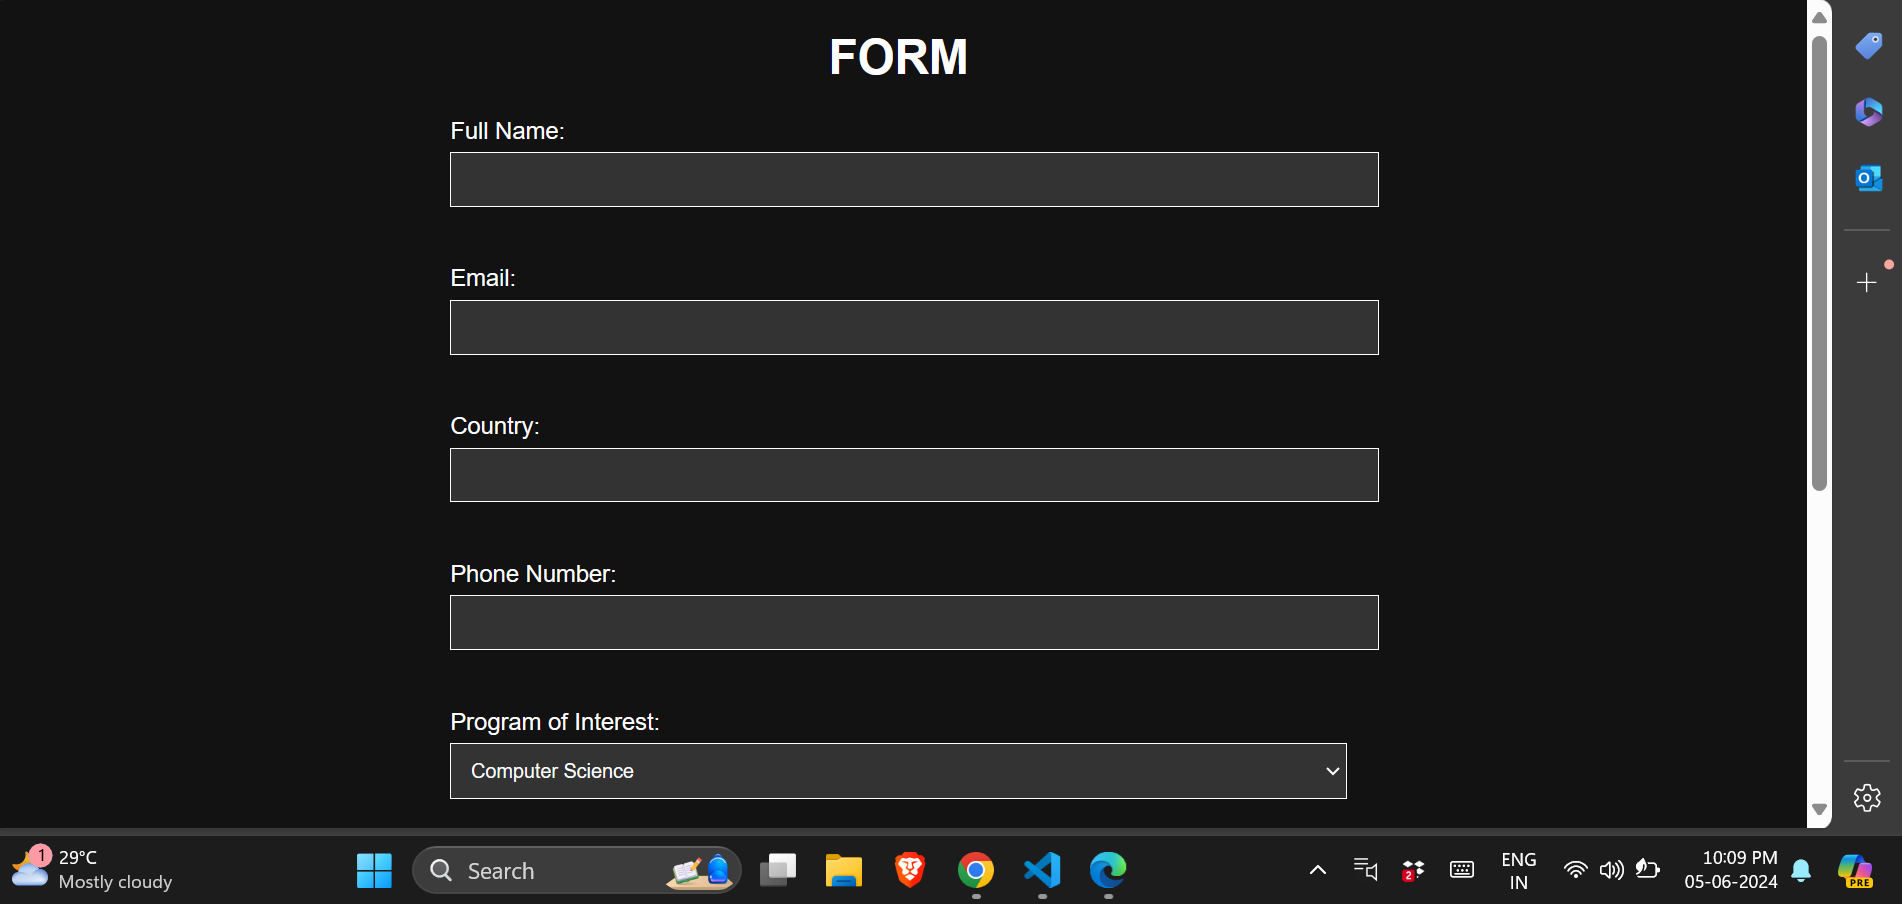 FORM
Full Name:
Email:
Country:
Phone Number:
Program of Interest:
Computer Science
1
29°C
Mostly cloudy
Search
2
ENG
IN
10:09 PM
05-06-2024
PRE
O